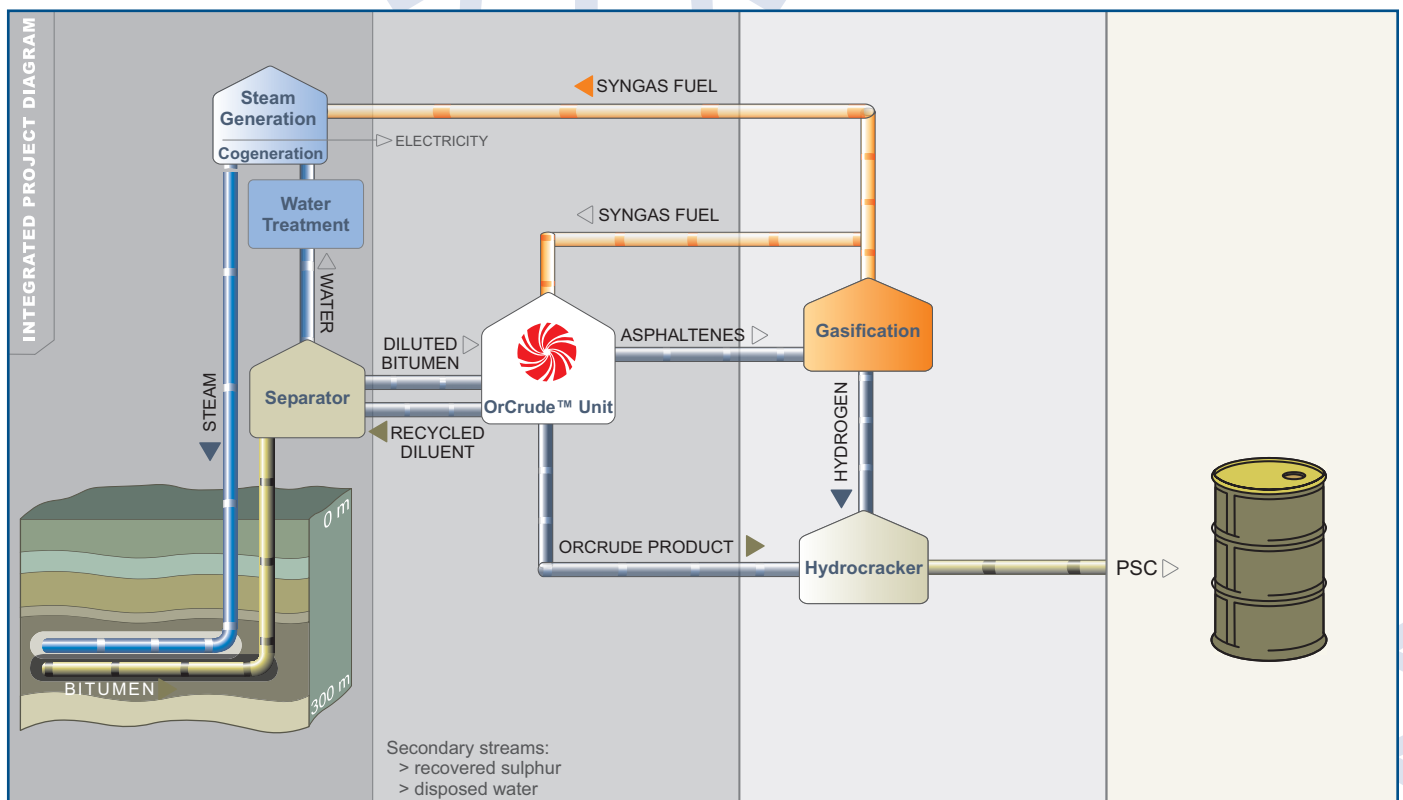 INTEGRATED PROJECT DIAGRAM
Steam
Generation
Cogeneration
SYNGAS FUEL
ELECTRICITY
Water
Treatment
SYNGAS FUEL
WATER
STEAM
Separator
DILUTED
BITUMEN
RECYCLED
DILUENT
OrCrude™ Unit
ASPHALTENES
Gasification
HYDROGEN
ORCRUDE PRODUCT
Hydrocracker
PSC
0 m
300 m
BITUMEN
Secondary streams:
> recovered sulphur
> disposed water